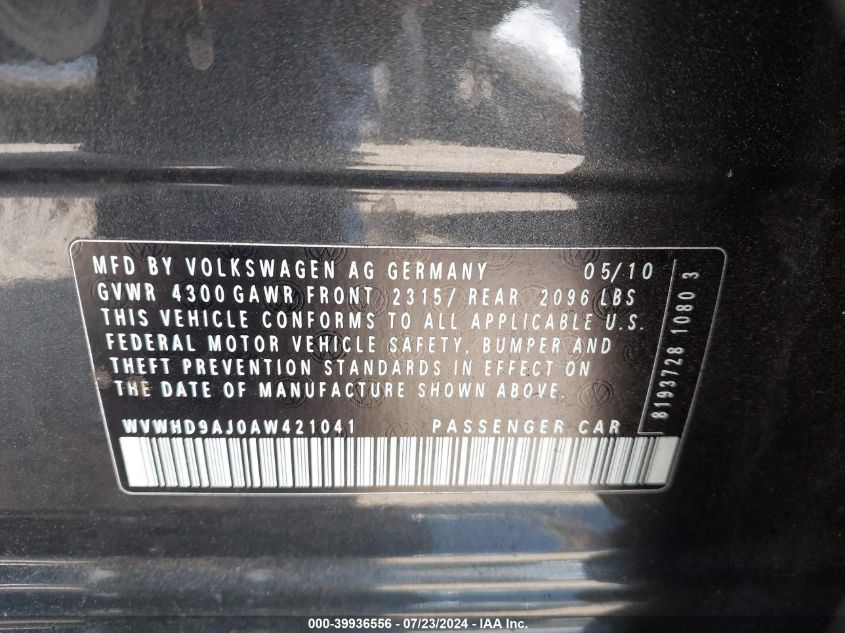 MFD BY VOLKSWAGEN AG GERMANY 05/10
GVWR 4300 GAWR FRONT 2315/ REAR 2096 LBS
THIS VEHICLE CONFORMS TO ALL APPLICABLE U.S.
FEDERAL MOTOR VEHICLE SAFETY, BUMPER AND
THEFT PREVENTION STANDARDS IN EFFECT ON
THE DATE OF MANUFACTURE SHOWN ABOVE.
WVWHD9AJ0AW421041 PASSENGER CAR
8193728 1080 3
000-39936556 / 07/23/2024 - IAA Inc.